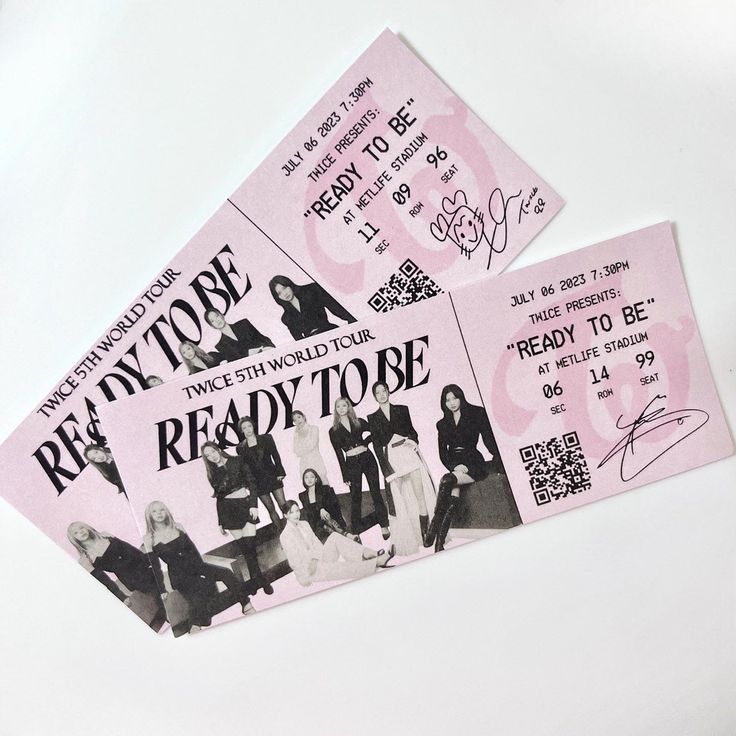 JULY 06 2023 7:30PM
TWICE PRESENTS:
"READY TO BE"
AT METLIFE STADIUM
11 09 96
SEC ROW SEAT
Twice
TWICE 5TH WORLD TOUR
READY TO BE
JULY 06 2023 7:30PM
TWICE PRESENTS:
"READY TO BE"
AT METLIFE STADIUM
06 14 99
SEC ROW SEAT
TWICE 5TH WORLD TOUR
READY TO BE